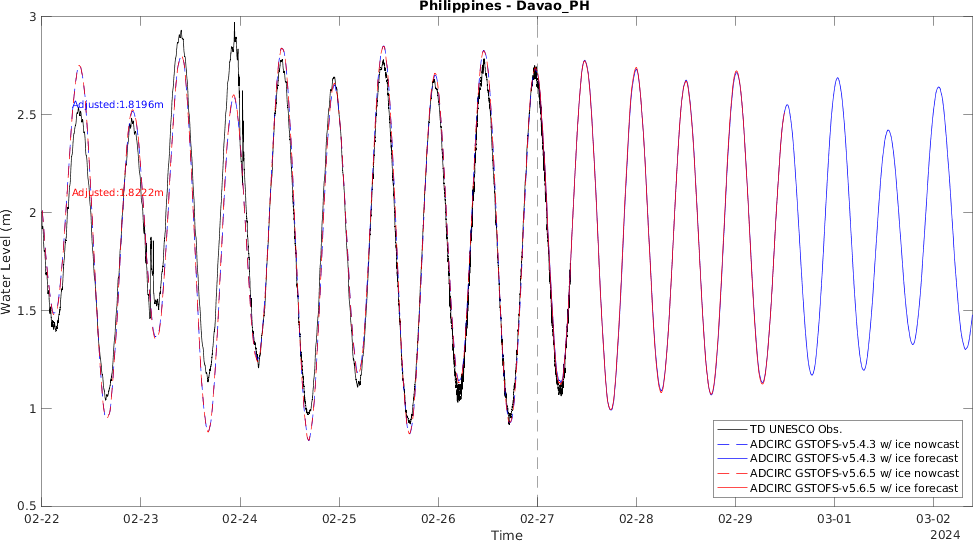 Philippines - Davao_PH
3
2.5
2
1.5
1
0.5
Water Level (m)
Adjusted:1.8196m
Adjusted:1.8222m
TD UNESCO Obs.
ADCIRC GSTOFS-v5.4.3 w/ ice nowcast
ADCIRC GSTOFS-v5.4.3 w/ ice forecast
ADCIRC GSTOFS-v5.6.5 w/ ice nowcast
ADCIRC GSTOFS-v5.6.5 w/ ice forecast
02-22 02-23 02-24 02-25 02-26 02-27 02-28 02-29 03-01 03-02
Time
2024